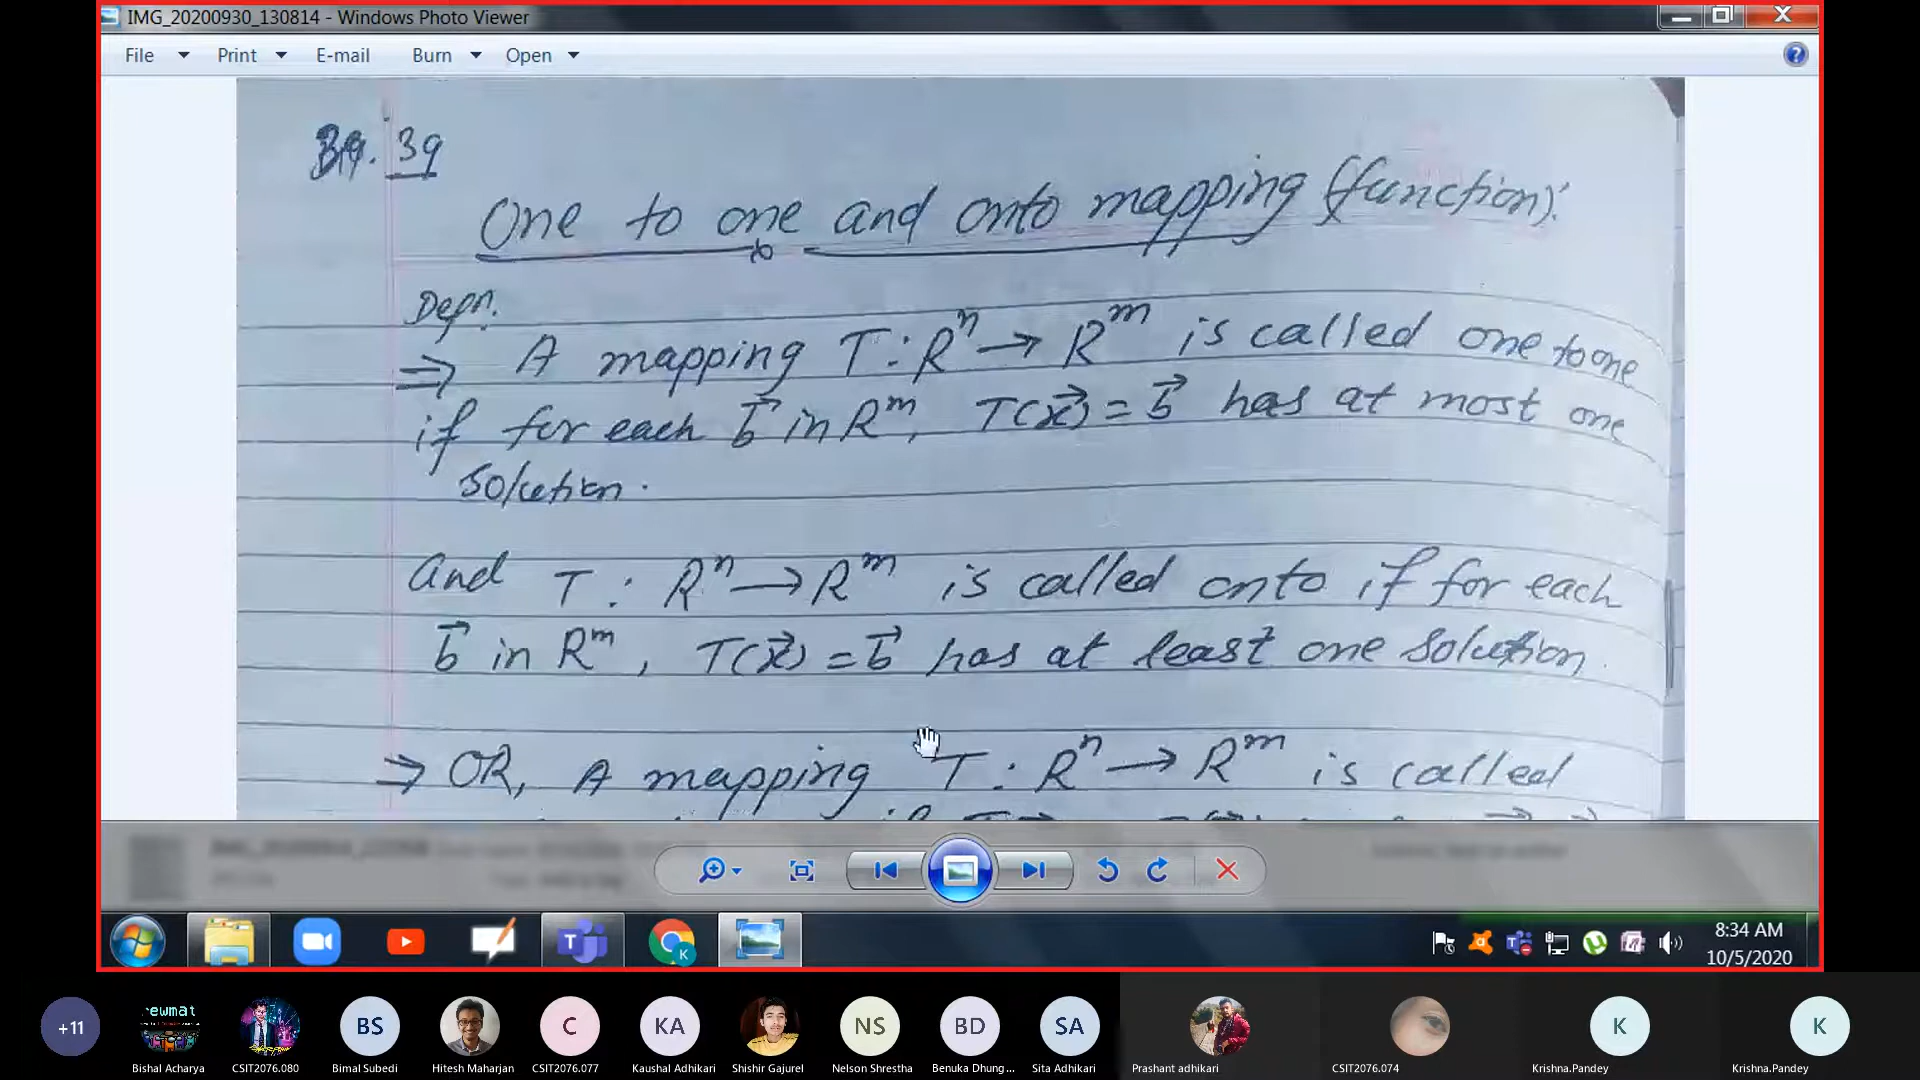 IMG_20200930_130814 - Windows Photo Viewer
File Print E-mail Burn Open
39
One to one and onto mapping (function):
Defn.
⇒ A mapping T : Rⁿ → Rᵐ is called one to one
if for each b⃗ in Rᵐ, T(x⃗) = b⃗ has at most one
solution.
And T : Rⁿ → Rᵐ is called onto if for each
b⃗ in Rᵐ, T(x⃗) = b⃗ has at least one solution.
⇒ OR, A mapping T : Rⁿ → Rᵐ is called
8:34 AM
10/5/2020
+11
ewmat
BS
C
KA
NS
BD
SA
K
K
Bishal Acharya
CSIT2076.080
Bimal Subedi
Hitesh Maharjan
CSIT2076.077
Kaushal Adhikari
Shishir Gajurel
Nelson Shrestha
Benuka Dhung...
Sita Adhikari
Prashant adhikari
CSIT2076.074
Krishna.Pandey
Krishna.Pandey